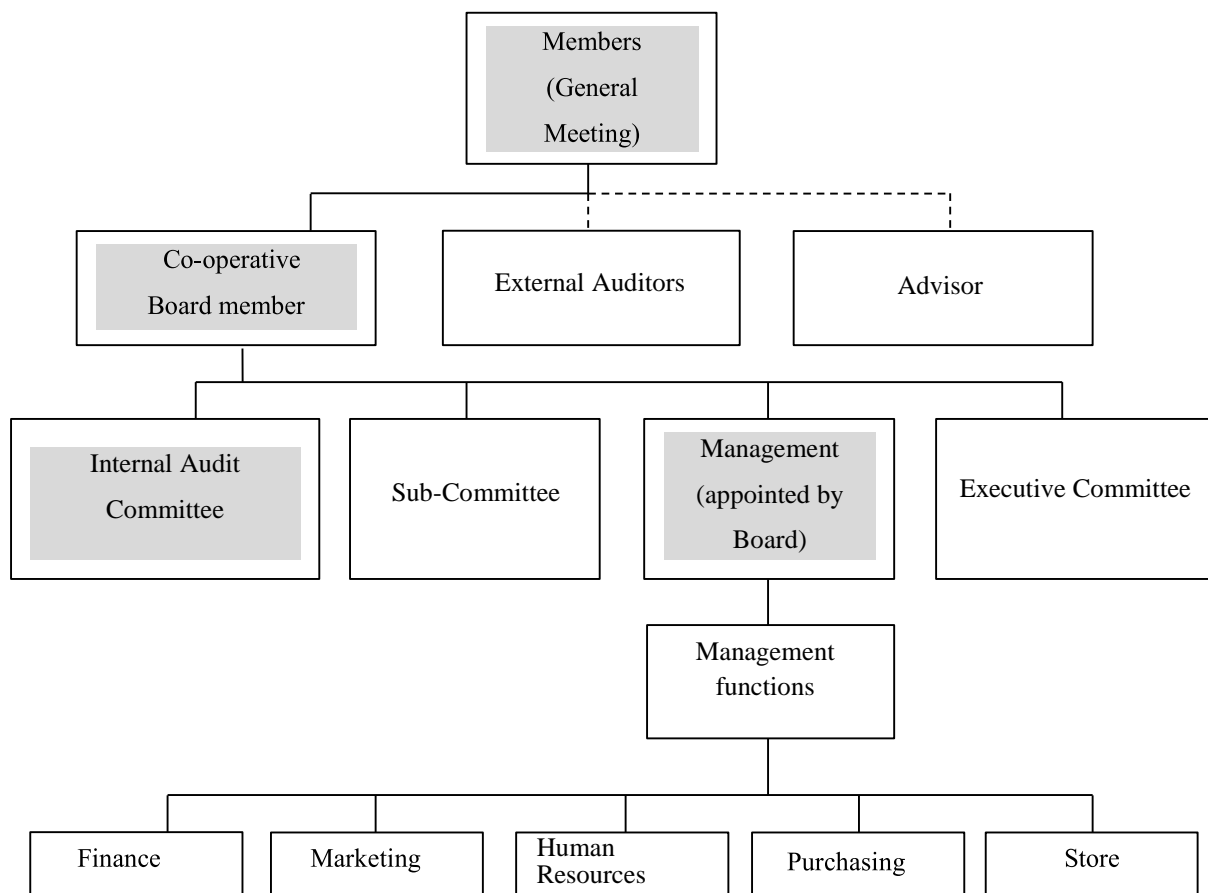 Members
(General
Meeting)
Co-operative
Board member
External Auditors
Advisor
Internal Audit
Committee
Sub-Committee
Management
(appointed by
Board)
Executive Committee
Management
functions
Finance
Marketing
Human
Resources
Purchasing
Store